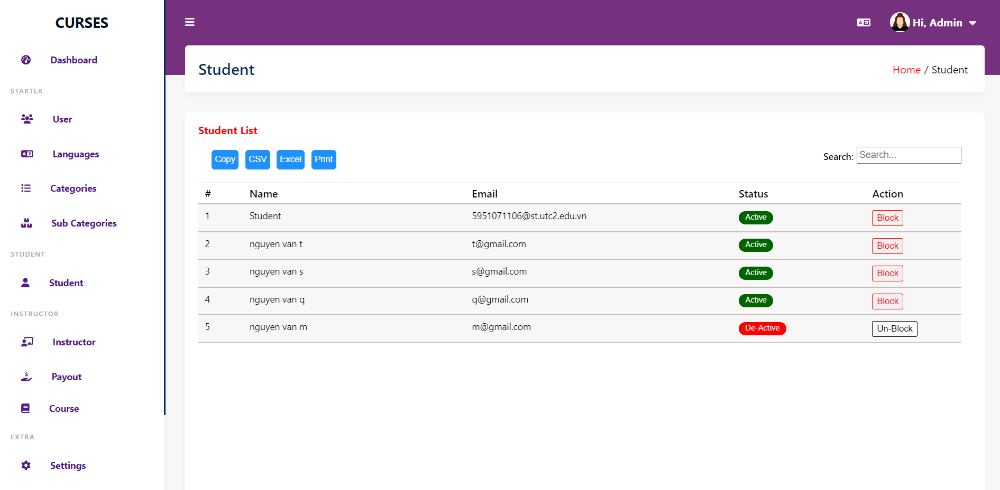 CURSES
Dashboard
STARTER
User
Languages
Categories
Sub Categories
STUDENT
Student
INSTRUCTOR
Instructor
Payout
Course
EXTRA
Settings
Hi, Admin
Student
Home / Student
Student List
Copy CSV Excel Print
Search: Search...
# Name Email Status Action
1 Student 5951071106@st.utc2.edu.vn Active Block
2 nguyen van t t@gmail.com Active Block
3 nguyen van s s@gmail.com Active Block
4 nguyen van q q@gmail.com Active Block
5 nguyen van m m@gmail.com De-Active Un-Block